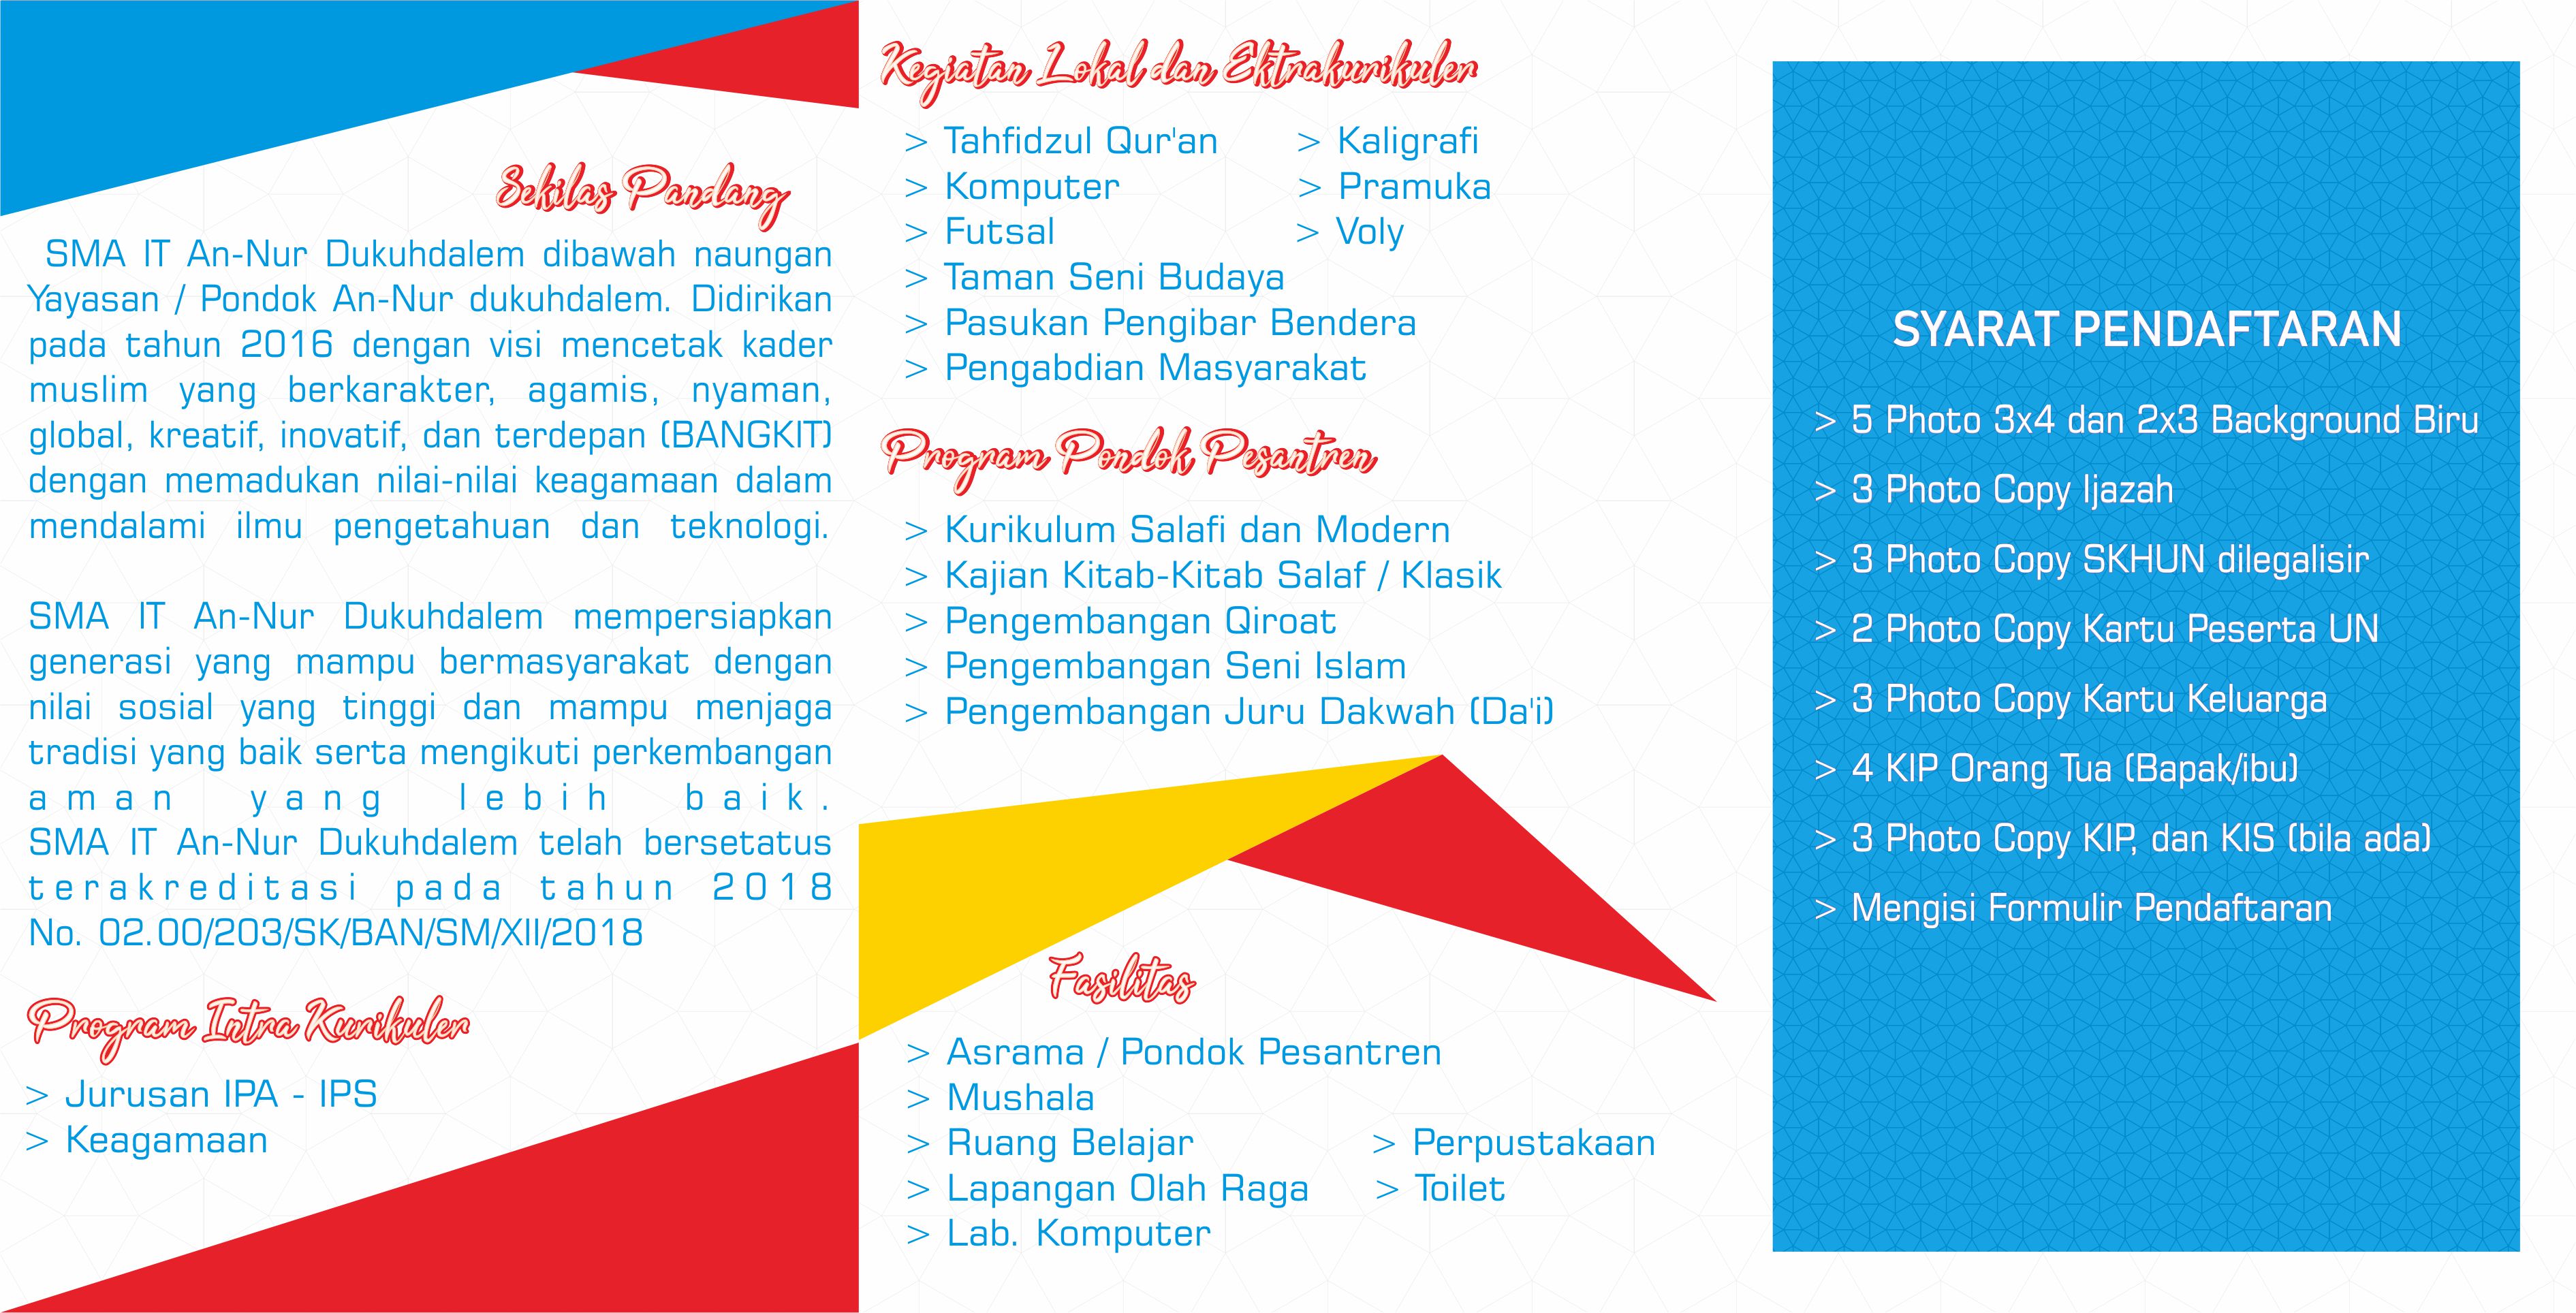 Sekilas Pandang
SMA IT An-Nur Dukuhdalem dibawah naungan
Yayasan / Pondok An-Nur dukuhdalem. Didirikan
pada tahun 2016 dengan visi mencetak kader
muslim yang berkarakter, agamis, nyaman,
global, kreatif, inovatif, dan terdepan (BANGKIT)
dengan memadukan nilai-nilai keagamaan dalam
mendalami ilmu pengetahuan dan teknologi.
SMA IT An-Nur Dukuhdalem mempersiapkan
generasi yang mampu bermasyarakat dengan
nilai sosial yang tinggi dan mampu menjaga
tradisi yang baik serta mengikuti perkembangan
aman yang lebih baik.
SMA IT An-Nur Dukuhdalem telah bersetatus
terakreditasi pada tahun 2018
No. 02.00/203/SK/BAN/SM/XII/2018
Program Intra Kurikuler
> Jurusan IPA - IPS
> Keagamaan
Kegiatan Lokal dan Ektrakurikuler
> Tahfidzul Qur'an > Kaligrafi
> Komputer > Pramuka
> Futsal > Voly
> Taman Seni Budaya
> Pasukan Pengibar Bendera
> Pengabdian Masyarakat
Program Pondok Pesantren
> Kurikulum Salafi dan Modern
> Kajian Kitab-Kitab Salaf / Klasik
> Pengembangan Qiroat
> Pengembangan Seni Islam
> Pengembangan Juru Dakwah (Da'i)
Fasilitas
> Asrama / Pondok Pesantren
> Mushala
> Ruang Belajar > Perpustakaan
> Lapangan Olah Raga > Toilet
> Lab. Komputer
SYARAT PENDAFTARAN
> 5 Photo 3x4 dan 2x3 Background Biru
> 3 Photo Copy Ijazah
> 3 Photo Copy SKHUN dilegalisir
> 2 Photo Copy Kartu Peserta UN
> 3 Photo Copy Kartu Keluarga
> 4 KIP Orang Tua (Bapak/ibu)
> 3 Photo Copy KIP, dan KIS (bila ada)
> Mengisi Formulir Pendaftaran